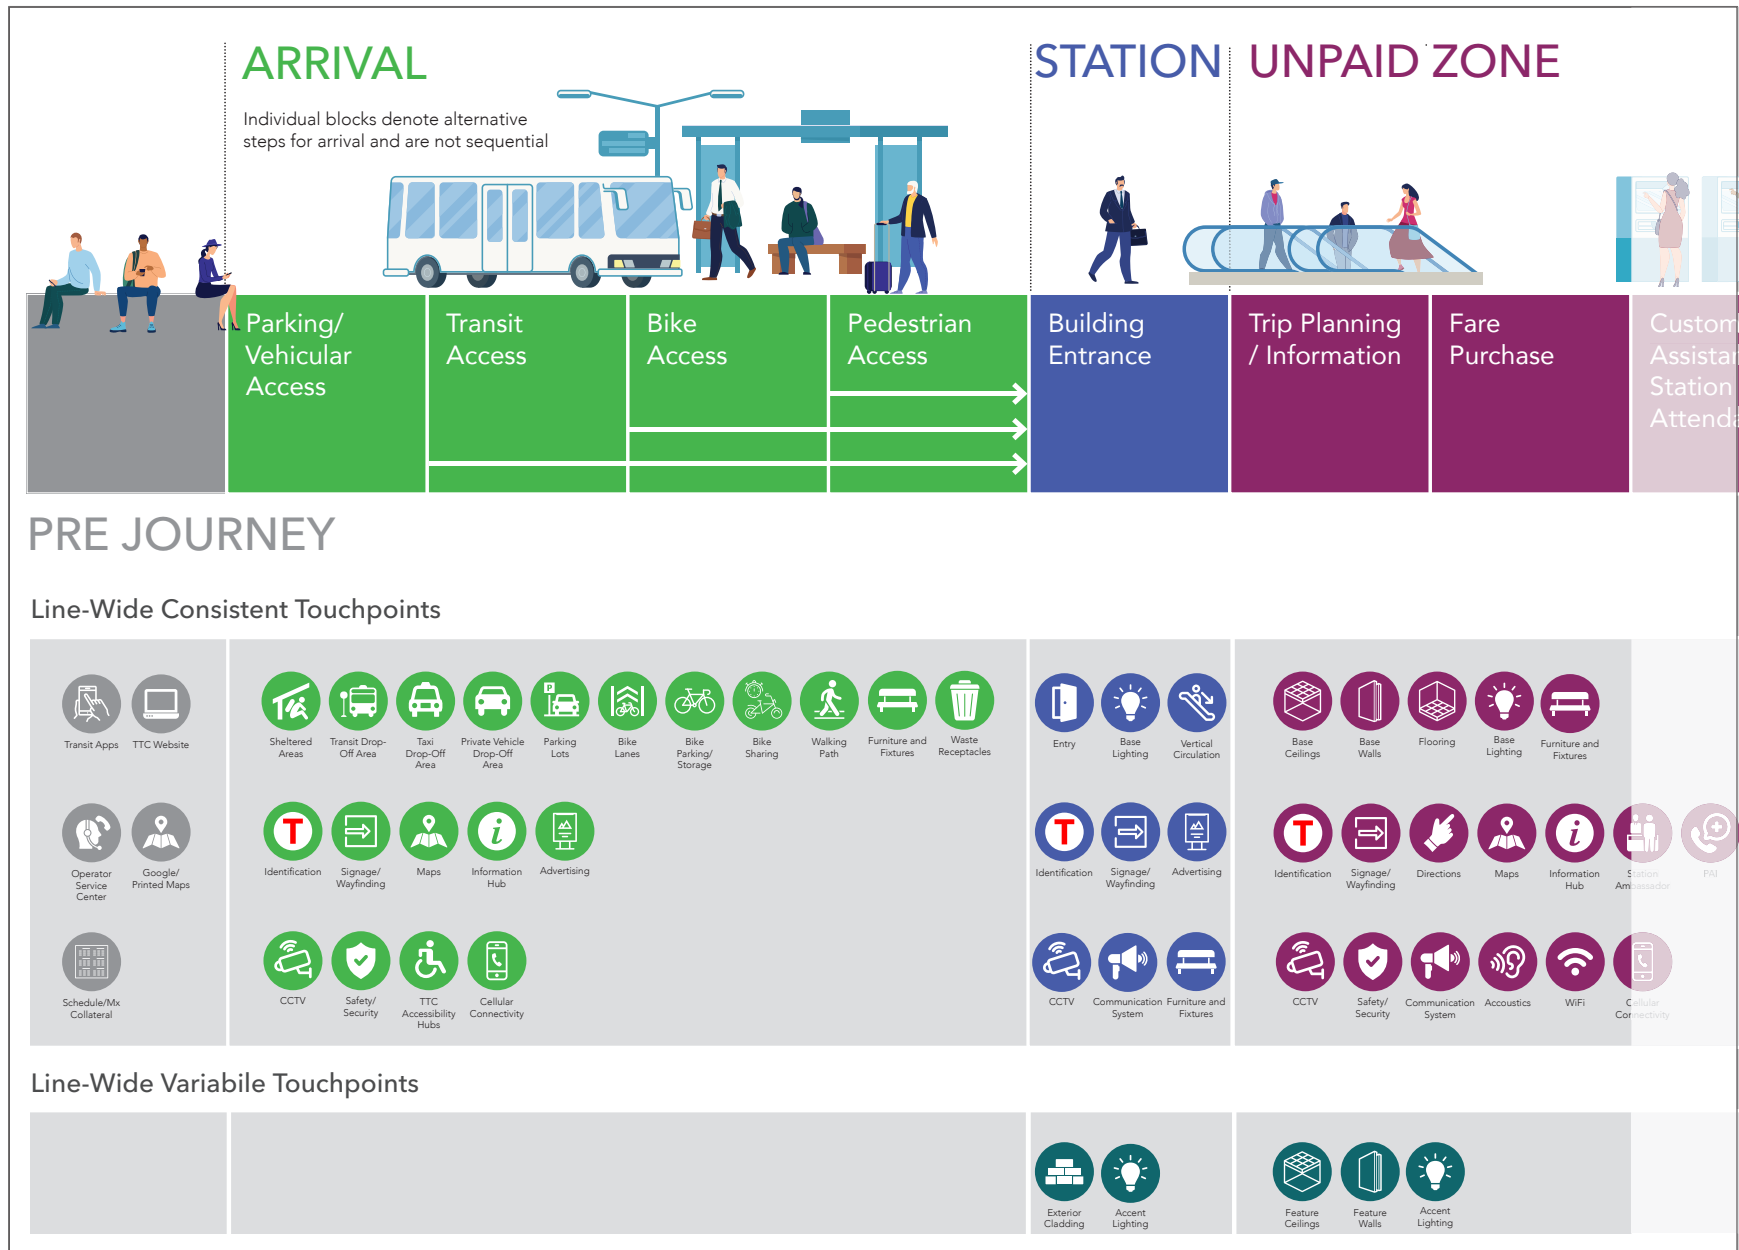 ARRIVAL
STATION
UNPAID ZONE
Individual blocks denote alternative
steps for arrival and are not sequential
Parking/
Vehicular
Access
Transit
Access
Bike
Access
Pedestrian
Access
Building
Entrance
Trip Planning
/ Information
Fare
Purchase
Station
PRE JOURNEY
Line-Wide Consistent Touchpoints
Transit Apps
TTC Website
Sheltered
Areas
Transit Drop-
Off Area
Taxi
Drop-Off
Area
Private Vehicle
Drop-Off
Area
P
Parking
Lots
Bike
Lanes
Bike
Parking/
Storage
Bike
Sharing
Walking
Path
Furniture and
Fixtures
Waste
Receptacles
Entry
Base
Lighting
Vertical
Circulation
Base
Ceilings
Base
Walls
Flooring
Base
Lighting
Furniture and
Fixtures
Operator
Service
Center
Google/
Printed Maps
T
Identification
Signage/
Wayfinding
Maps
i
Information
Hub
Advertising
T
Identification
Signage/
Wayfinding
Advertising
T
Identification
Signage/
Wayfinding
Directions
Maps
i
Information
Hub
Station
Ambassador
PAI
Schedule/Mx
Collateral
CCTV
Safety/
Security
TTC
Accessibility
Hubs
Cellular
Connectivity
CCTV
Communication
System
Furniture and
Fixtures
CCTV
Safety/
Security
Communication
System
Accoustics
WiFi
Cellular
Connectivity
Line-Wide Variabile Touchpoints
Exterior
Cladding
Accent
Lighting
Feature
Ceilings
Feature
Walls
Accent
Lighting